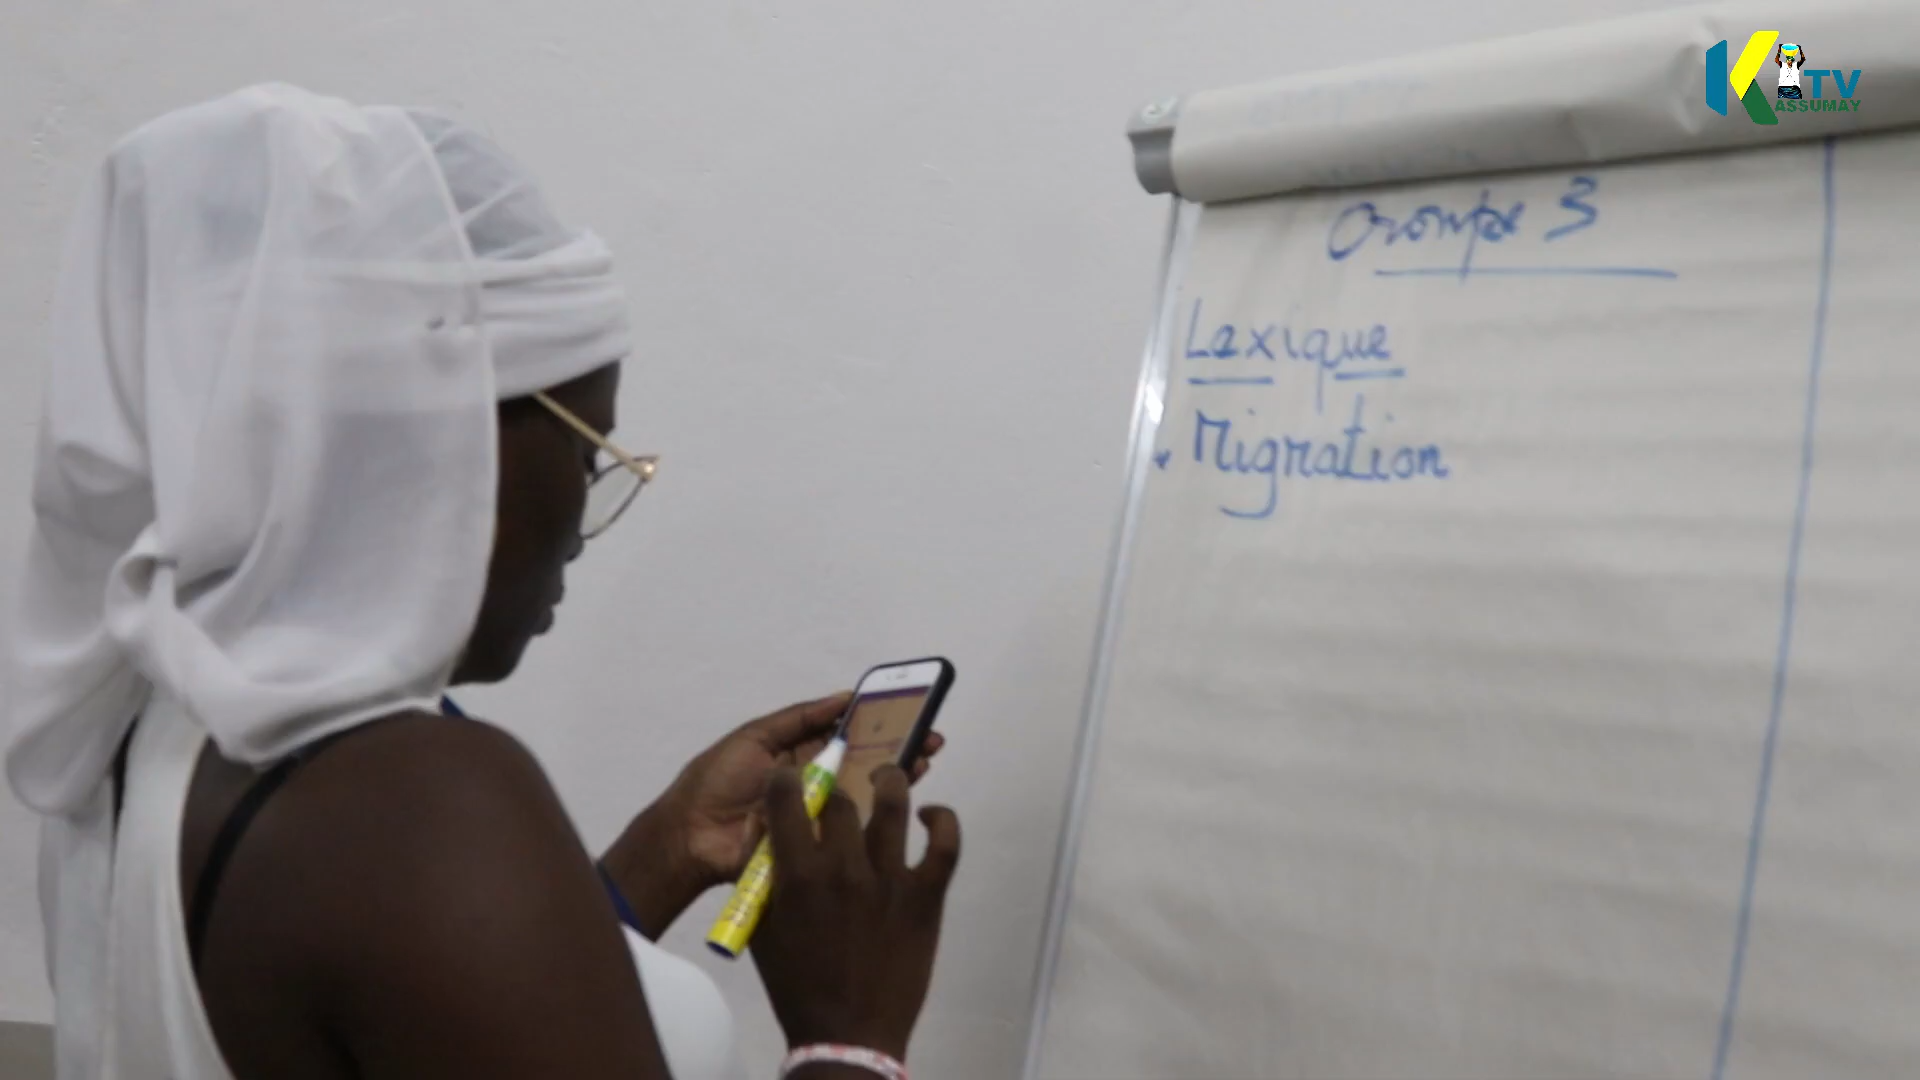 K TV
ASSUMAY
Groupe 3
Lexique
. Migration